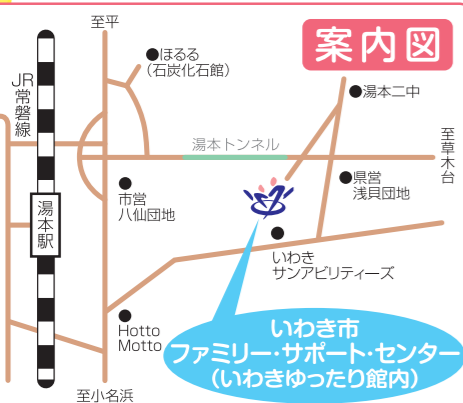 案内図
至平
●ほるる
(石炭化石館)
JR常磐線
●湯本二中
湯本トンネル
至草木台
市営
八仙団地
●県営
浅貝団地
湯本駅
いわき
サンアビリティーズ
Hotto
Motto
いわき市
ファミリー・サポート・センター
(いわきゆったり館内)
至小名浜